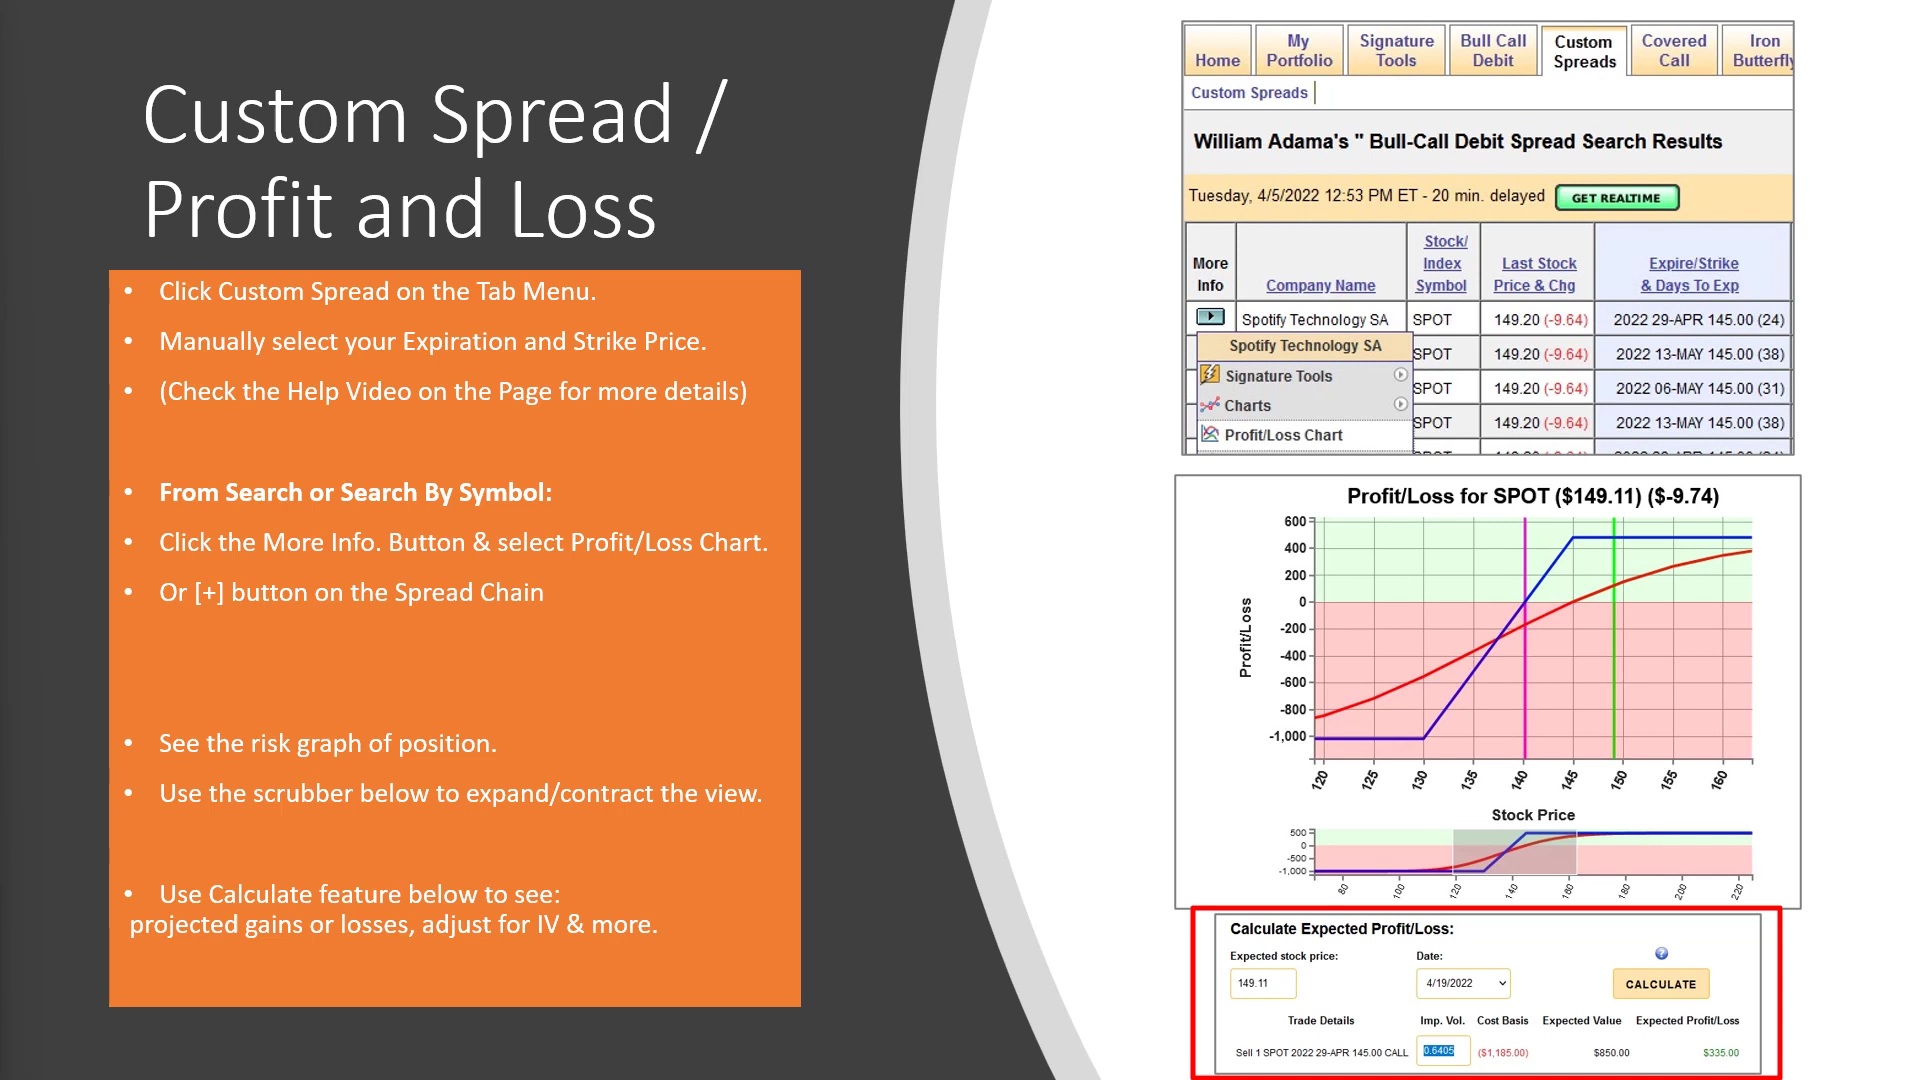 Custom Spread /
Profit and Loss
• Click Custom Spread on the Tab Menu.
• Manually select your Expiration and Strike Price.
• (Check the Help Video on the Page for more details)
• From Search or Search By Symbol:
• Click the More Info. Button & select Profit/Loss Chart.
• Or [+] button on the Spread Chain
• See the risk graph of position.
• Use the scrubber below to expand/contract the view.
• Use Calculate feature below to see:
projected gains or losses, adjust for IV & more.
Home My Portfolio Signature Tools Bull Call Debit Custom Spreads Covered Call Iron Butterfly
Custom Spreads
William Adama's " Bull-Call Debit Spread Search Results
Tuesday, 4/5/2022 12:53 PM ET - 20 min. delayed GET REALTIME
More Info Company Name Stock/ Index Symbol Last Stock Price & Chg Expire/Strike & Days To Exp
Spotify Technology SA SPOT 149.20 (-9.64) 2022 29-APR 145.00 (24)
Spotify Technology SA
SPOT 149.20 (-9.64) 2022 13-MAY 145.00 (38)
Signature Tools
SPOT 149.20 (-9.64) 2022 06-MAY 145.00 (31)
Charts
SPOT 149.20 (-9.64) 2022 13-MAY 145.00 (38)
Profit/Loss Chart
Profit/Loss for SPOT ($149.11) ($-9.74)
600
400
200
0
-200
-400
-600
-800
-1,000
Profit/Loss
120 125 130 135 140 145 150 155 160
Stock Price
500
0
-500
-1,000
80 100 120 140 160 180 200 220
Calculate Expected Profit/Loss:
Expected stock price: Date: ?
149.11 4/19/2022 CALCULATE
Trade Details Imp. Vol. Cost Basis Expected Value Expected Profit/Loss
Sell 1 SPOT 2022 29-APR 145.00 CALL 0.6405 ($1,185.00) $850.00 $335.00